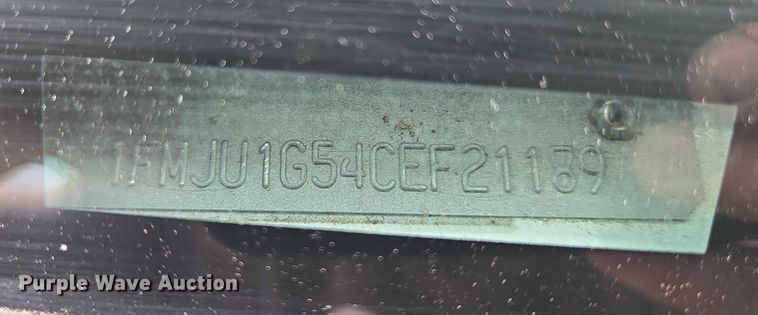 1FMJU1G54CEF21189
Purple Wave Auction